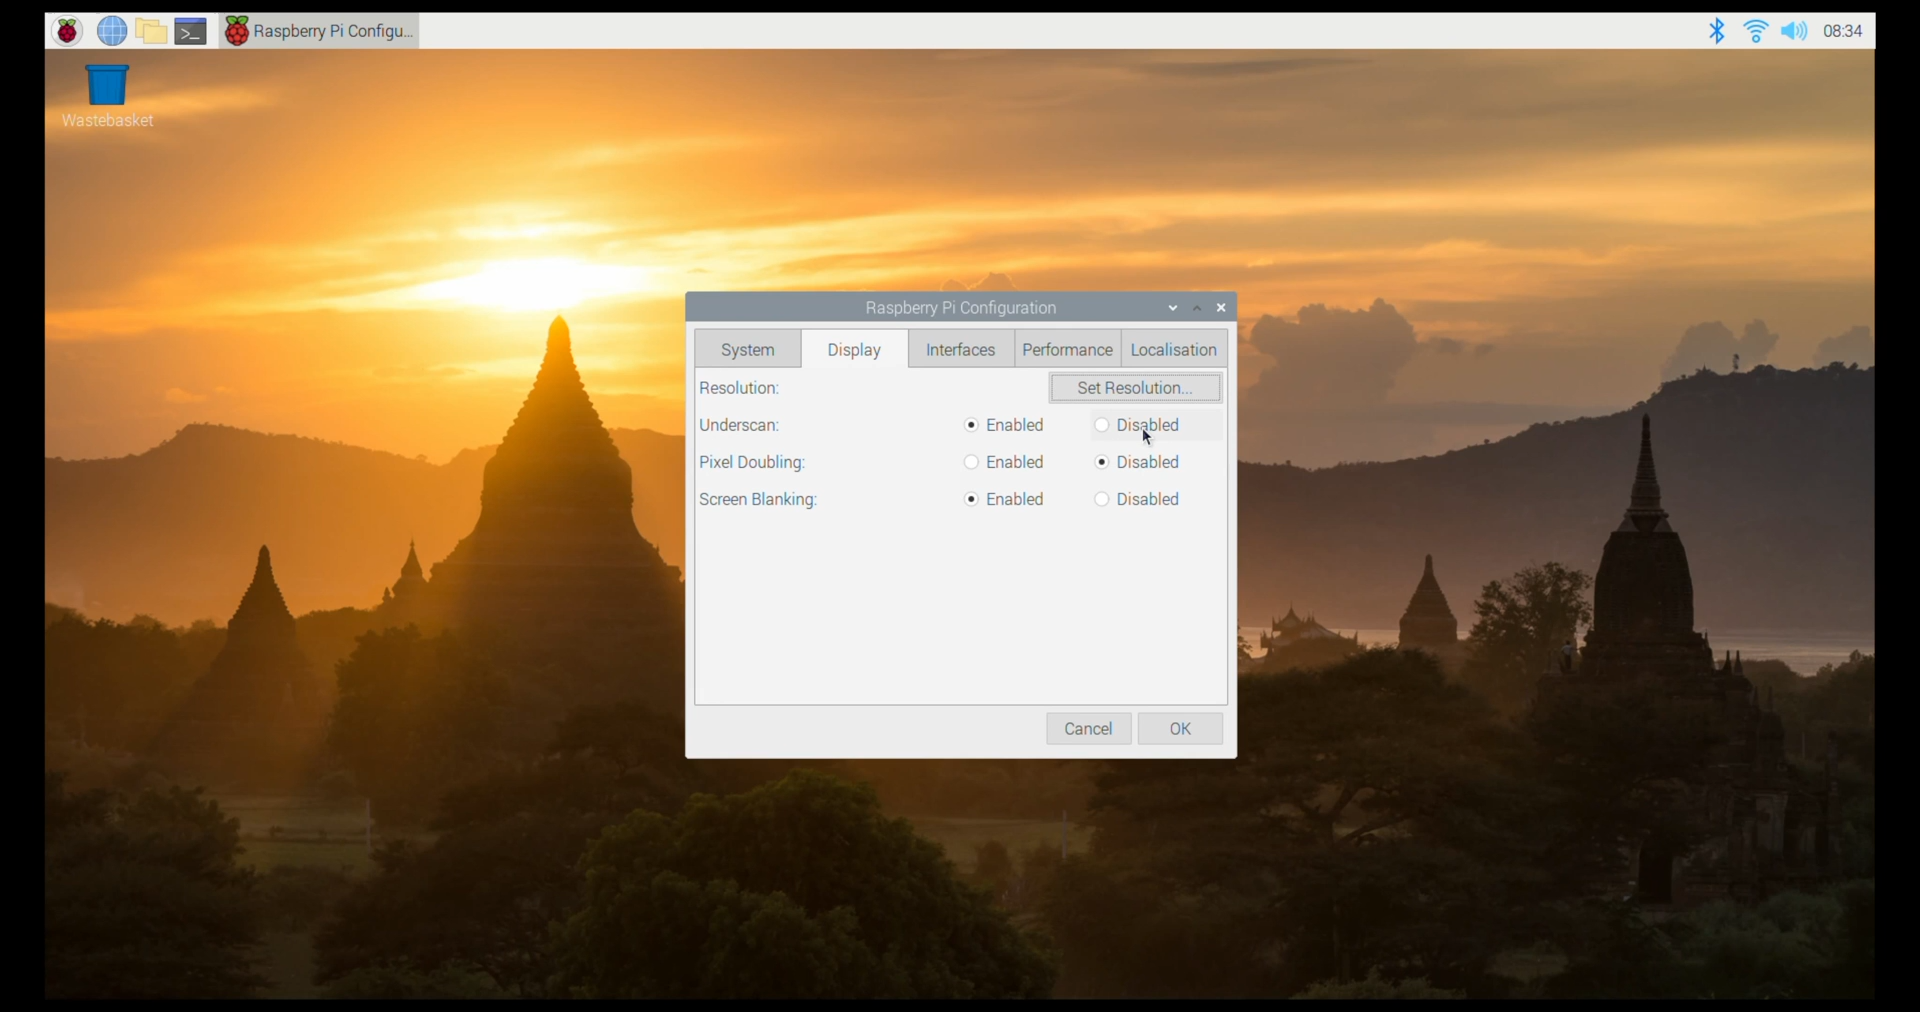 Raspberry Pi Configu... 08:34
Wastebasket
Raspberry Pi Configuration
System Display Interfaces Performance Localisation
Resolution: Set Resolution...
Underscan: Enabled Disabled
Pixel Doubling: Enabled Disabled
Screen Blanking: Enabled Disabled
Cancel OK